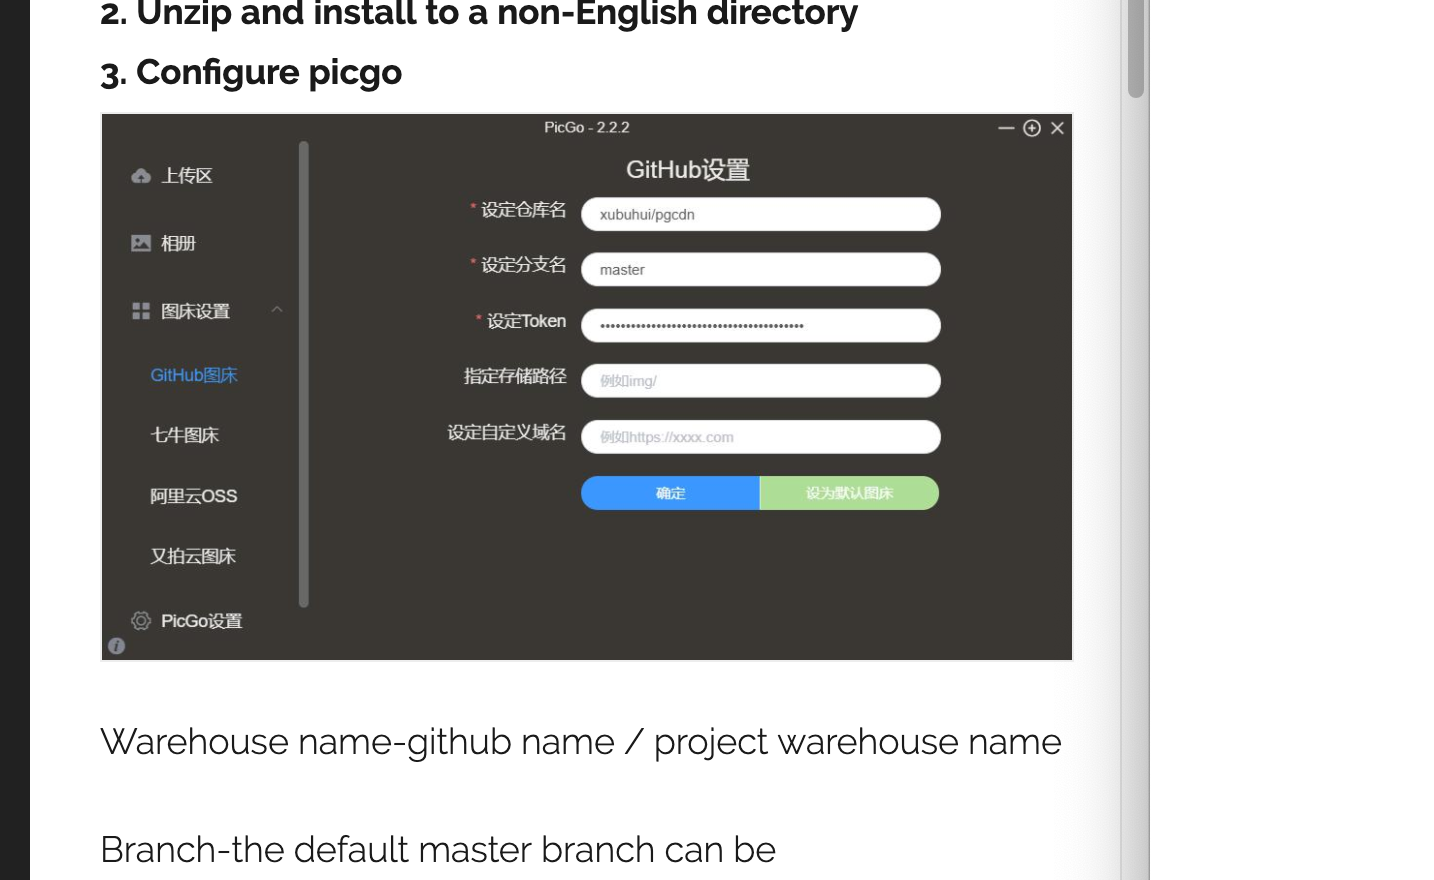 2. Unzip and install to a non-English directory
3. Configure picgo
PicGo - 2.2.2
上传区
相册
图床设置
GitHub图床
七牛图床
阿里云OSS
又拍云图床
PicGo设置
GitHub设置
* 设定仓库名
xubuhui/pgcdn
* 设定分支名
master
* 设定Token
指定存储路径
例如img/
设定自定义域名
例如https://xxxx.com
确定
设为默认图床
Warehouse name-github name / project warehouse name
Branch-the default master branch can be